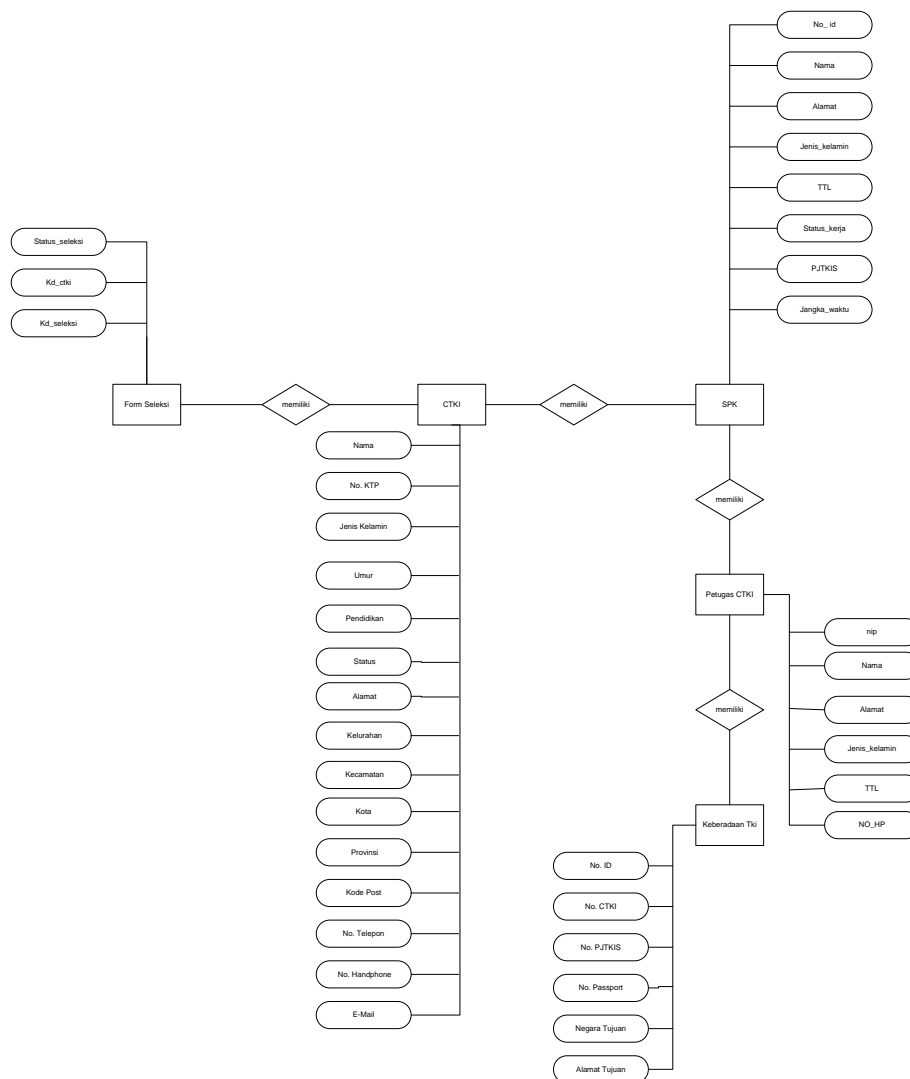 No_ id
Nama
Alamat
Jenis_kelamin
TTL
Status_kerja
PJTKIS
Jangka_waktu
Status_seleksi
Kd_ctki
Kd_seleksi
Form Seleksi
memiliki
CTKI
memiliki
SPK
Nama
No. KTP
Jenis Kelamin
Umur
Pendidikan
Status
Alamat
Kelurahan
Kecamatan
Kota
Provinsi
Kode Post
No. Telepon
No. Handphone
E-Mail
memiliki
Petugas CTKI
nip
Nama
Alamat
Jenis_kelamin
TTL
NO_HP
memiliki
Keberadaan Tki
No. ID
No. CTKI
No. PJTKIS
No. Passport
Negara Tujuan
Alamat Tujuan